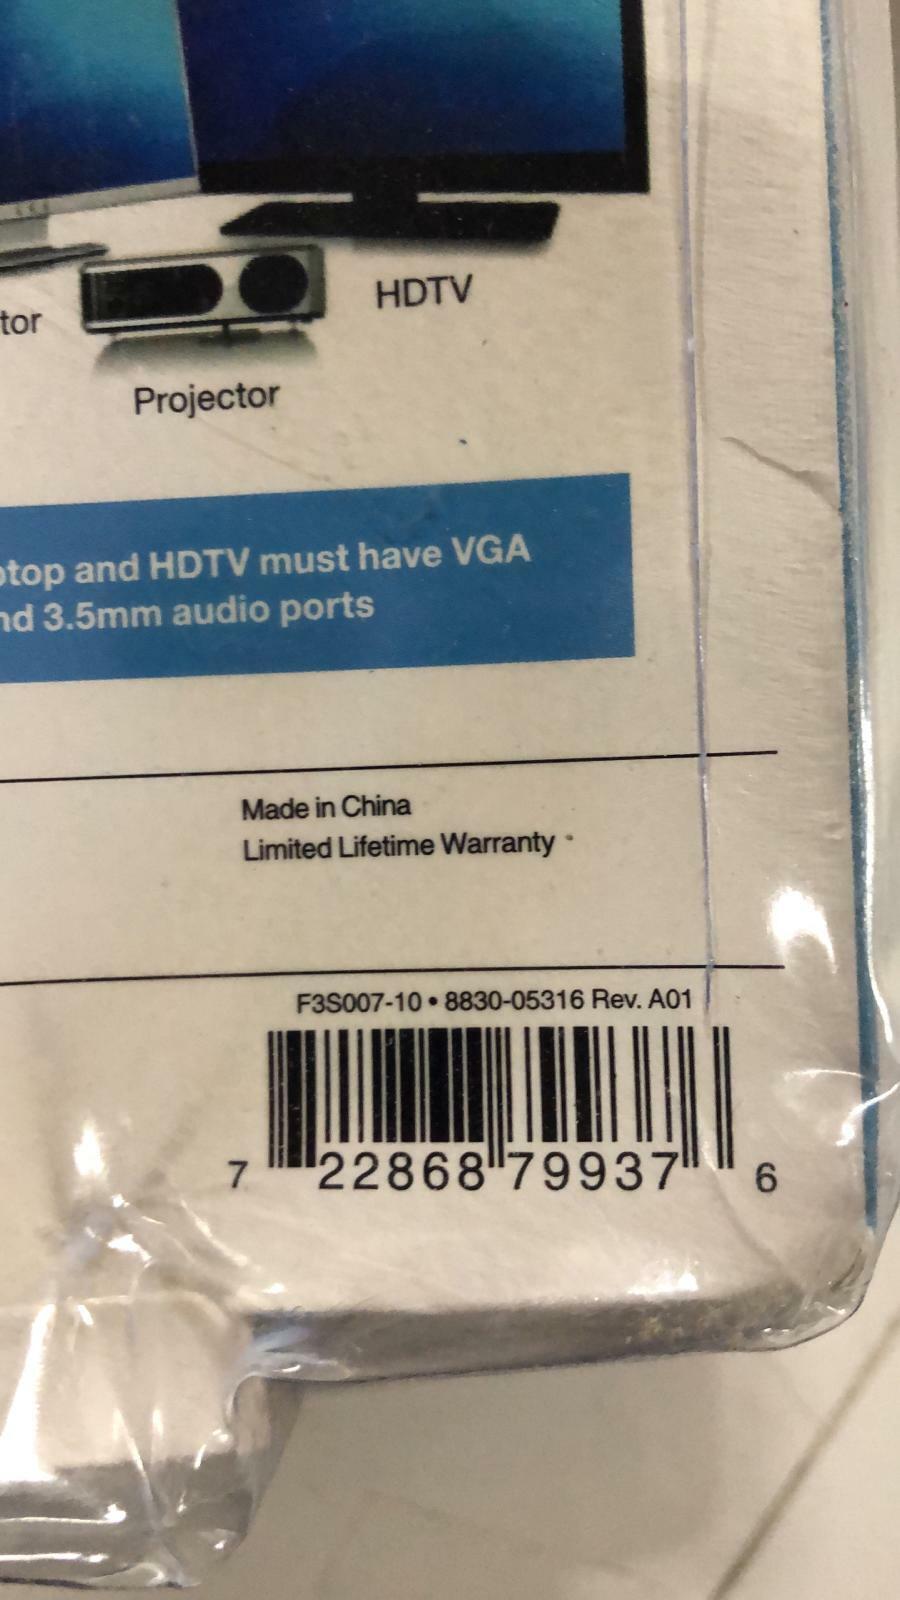 HDTV
tor
Projector
ptop and HDTV must have VGA
nd 3.5mm audio ports
Made in China
Limited Lifetime Warranty
F3S007-10 • 8830-05316 Rev. A01
7 22868 79937 6